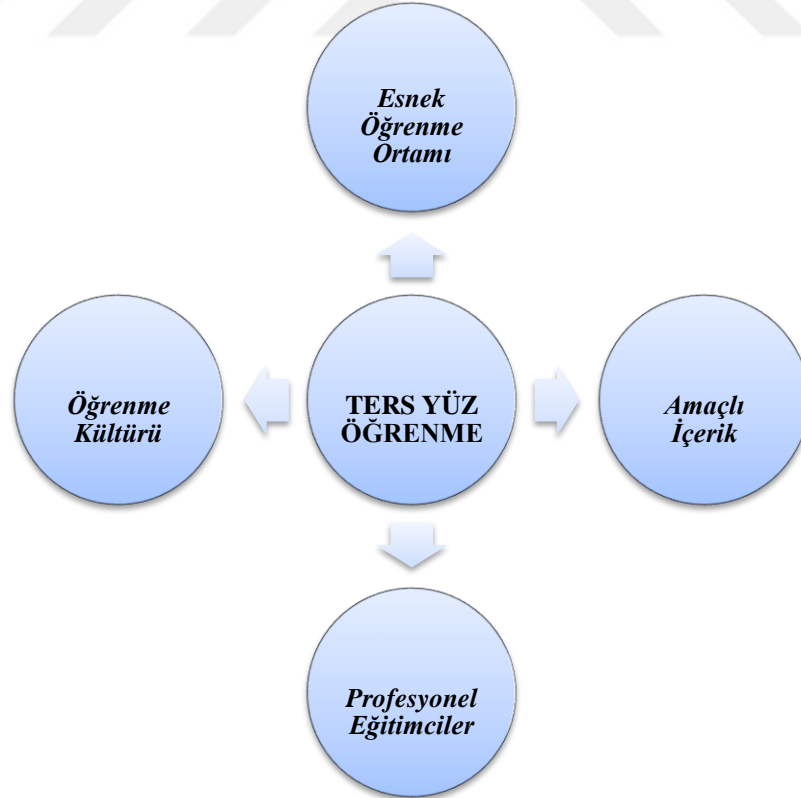 Esnek
Öğrenme
Ortamı
Öğrenme
Kültürü
TERS YÜZ
ÖĞRENME
Amaçlı
İçerik
Profesyonel
Eğitimciler